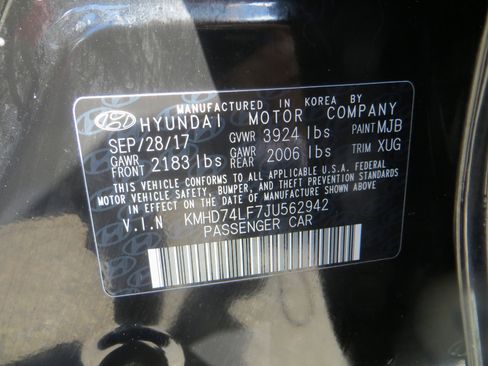 MANUFACTURED IN KOREA BY
HYUNDAI MOTOR COMPANY
SEP/28/17 GVWR 3924 lbs PAINT MJB
GAWR FRONT 2183 lbs GAWR REAR 2006 lbs TRIM XUG
THIS VEHICLE CONFORMS TO ALL APPLICABLE U.S.A. FEDERAL
MOTOR VEHICLE SAFETY, BUMPER, AND THEFT PREVENTION
STANDARDS IN EFFECT ON THE DATE OF MANUFACTURE SHOWN ABOVE.
V.I.N KMHD74LF7JU562942
PASSENGER CAR